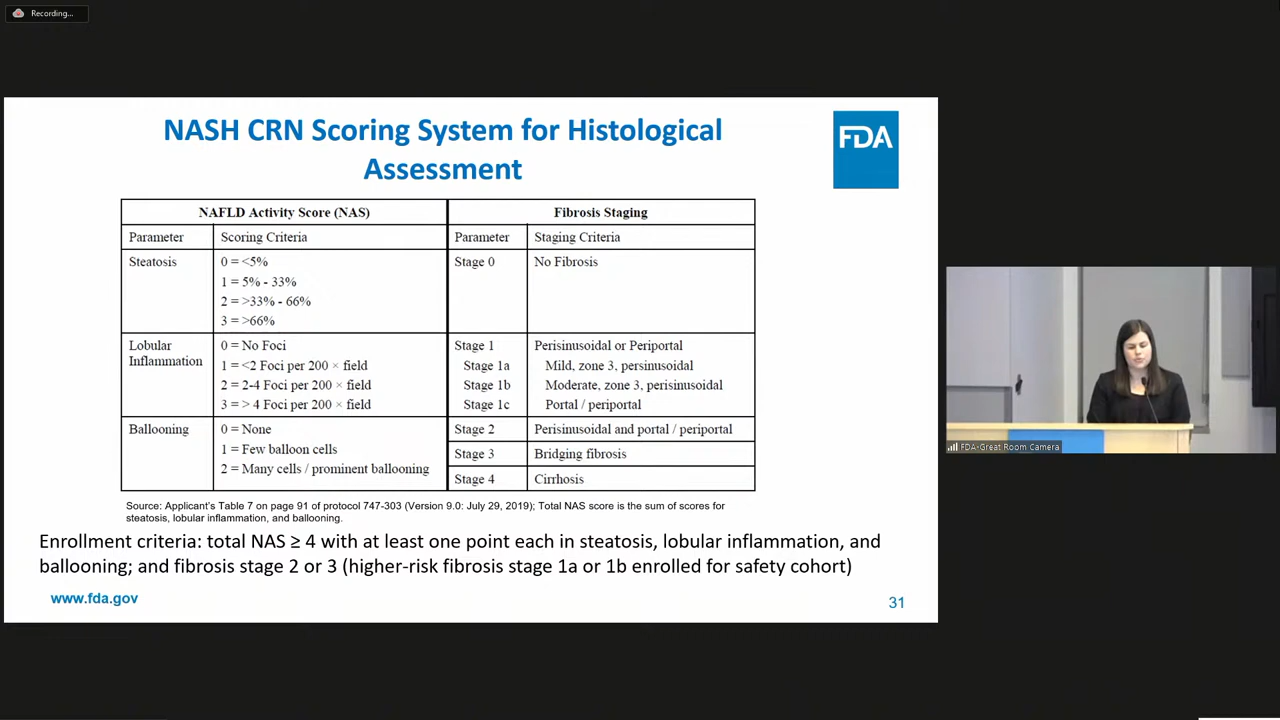 Recording...
NASH CRN Scoring System for Histological
Assessment
FDA
NAFLD Activity Score (NAS)
Fibrosis Staging
Parameter
Scoring Criteria
Parameter
Staging Criteria
Steatosis
0 = <5%
1 = 5% - 33%
2 = >33% - 66%
3 = >66%
Stage 0
No Fibrosis
Lobular
Inflammation
0 = No Foci
1 = <2 Foci per 200 × field
2 = 2-4 Foci per 200 × field
3 = > 4 Foci per 200 × field
Stage 1
Perisinusoidal or Periportal
Stage 1a
Mild, zone 3, persinusoidal
Stage 1b
Moderate, zone 3, perisinusoidal
Stage 1c
Portal / periportal
Ballooning
0 = None
1 = Few balloon cells
2 = Many cells / prominent ballooning
Stage 2
Perisinusoidal and portal / periportal
Stage 3
Bridging fibrosis
Stage 4
Cirrhosis
Source: Applicant's Table 7 on page 91 of protocol 747-303 (Version 9.0: July 29, 2019); Total NAS score is the sum of scores for
steatosis, lobular inflammation, and ballooning.
Enrollment criteria: total NAS ≥ 4 with at least one point each in steatosis, lobular inflammation, and
ballooning; and fibrosis stage 2 or 3 (higher-risk fibrosis stage 1a or 1b enrolled for safety cohort)
www.fda.gov
31
FDA-Great Room Camera